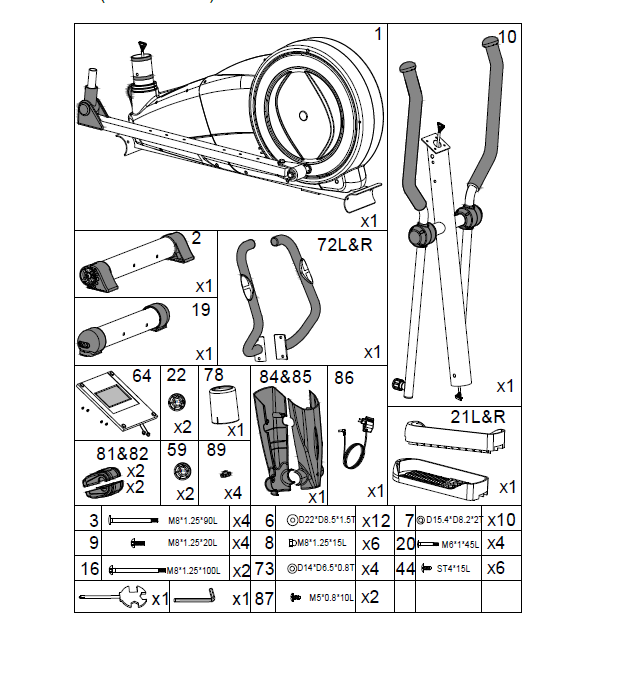 1
x1
10
x1
2
x1
19
x1
72L&R
x1
64
22
x2
78
x1
84&85
x1
86
x1
21L&R
x1
81&82
x2
x2
59
x2
89
x4
3 M8*1.25*90L x4 6 D22*D8.5*1.5T x12 7 D15.4*D8.2*2T x10
9 M8*1.25*20L x4 8 M8*1.25*15L x6 20 M6*1*45L x4
16 M8*1.25*100L x2 73 D14*D6.5*0.8T x4 44 ST4*15L x6
x1 x1 87 M5*0.8*10L x2